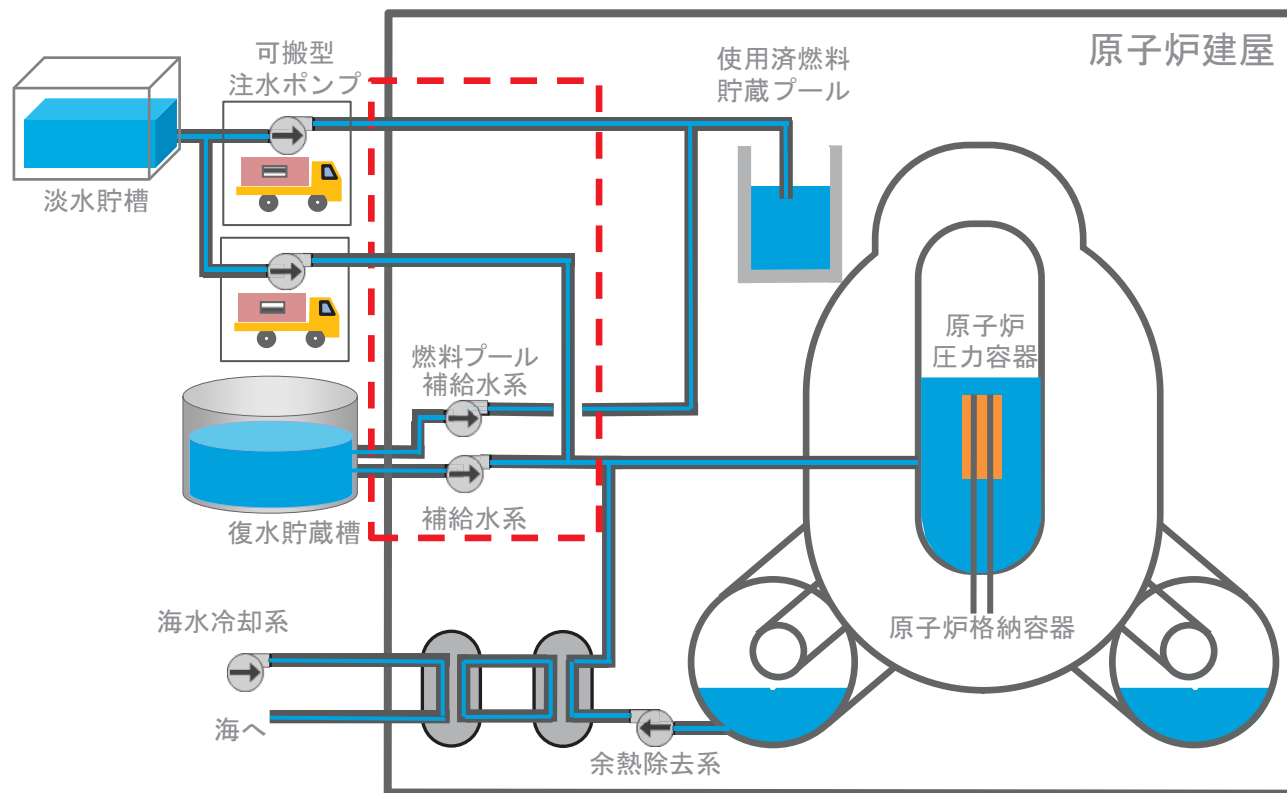 原子炉建屋
可搬型
注水ポンプ
使用済燃料
貯蔵プール
淡水貯槽
原子炉
圧力容器
燃料プール
補給水系
復水貯蔵槽
補給水系
海水冷却系
原子炉格納容器
海へ
余熱除去系